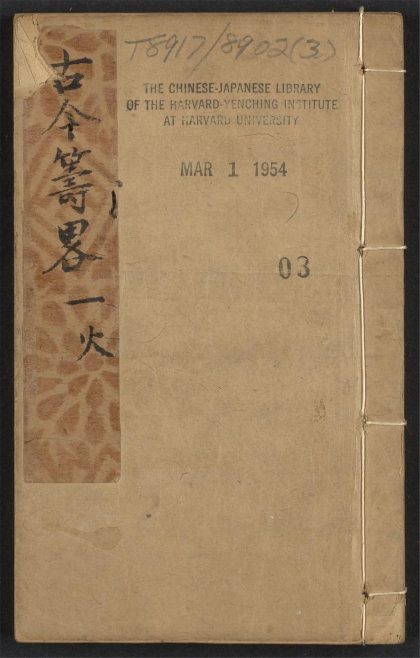 T8917/8902(3)
THE CHINESE-JAPANESE LIBRARY
OF THE HARVARD-YENCHING INSTITUTE
AT HARVARD UNIVERSITY
MAR 1 1954
03
古今籌畧 一火